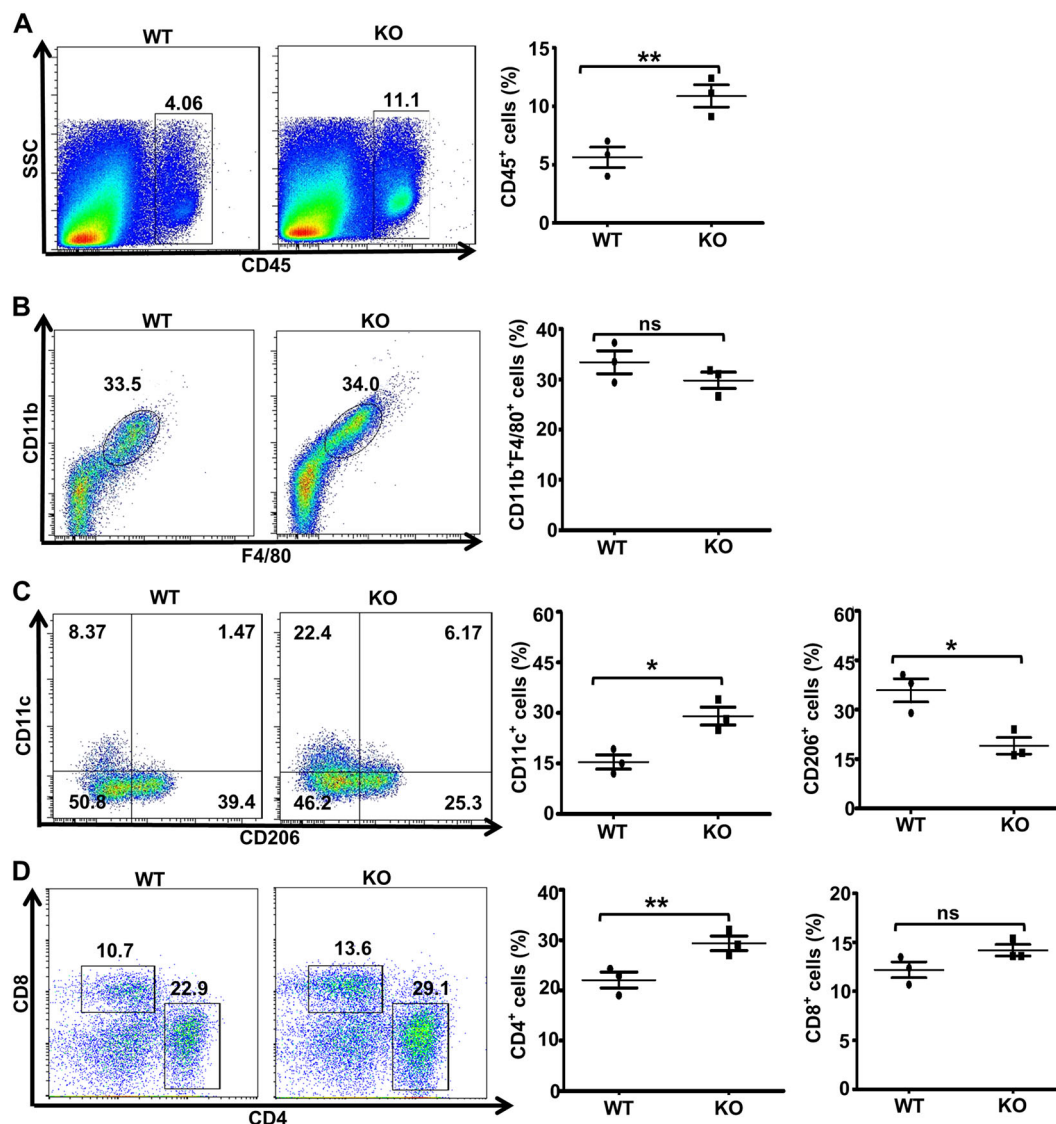 A
WT
KO
4.06
11.1
SSC
CD45
CD45+ cells (%)
15
10
5
0
**
WT
KO
B
WT
KO
33.5
34.0
CD11b
F4/80
CD11b+F4/80+ cells (%)
40
30
20
10
0
ns
WT
KO
C
WT
KO
8.37
1.47
50.8
39.4
22.4
6.17
46.2
25.3
CD11c
CD206
CD11c+ cells (%)
60
45
30
15
0
*
WT
KO
CD206+ cells (%)
60
45
30
15
0
*
WT
KO
D
WT
KO
10.7
22.9
13.6
29.1
CD8
CD4
CD4+ cells (%)
40
30
20
10
0
**
WT
KO
CD8+ cells (%)
20
15
10
5
0
ns
WT
KO